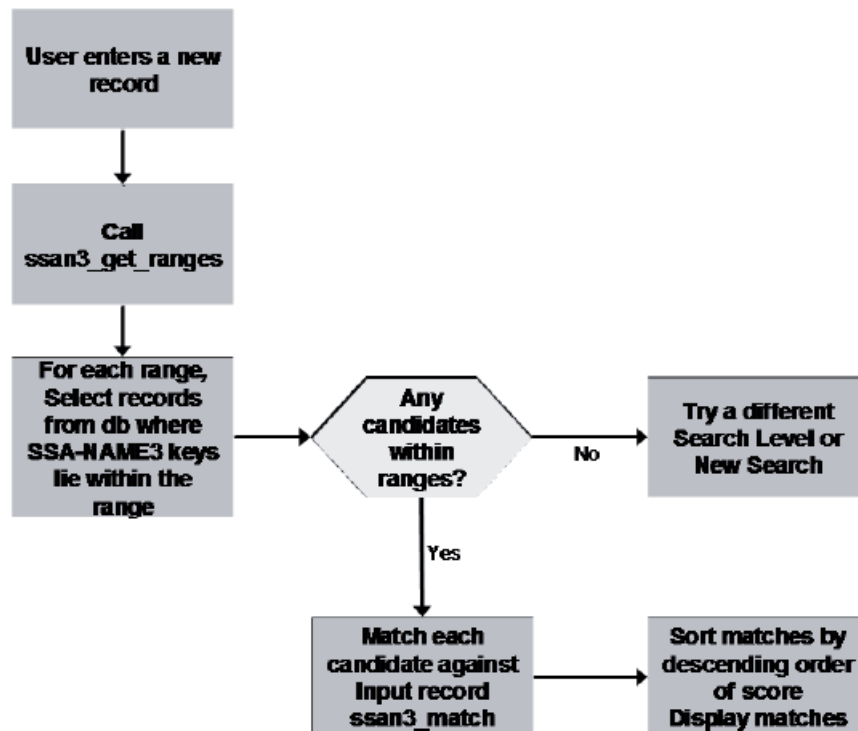 User enters a new
record
Call
ssan3_get_ranges
For each range,
Select records
from db where
SSA-NAME3 keys
lie within the
range
Any
candidates
within
ranges?
No
Try a different
Search Level or
New Search
Yes
Match each
candidate against
Input record
ssan3_match
Sort matches by
descending order
of score
Display matches